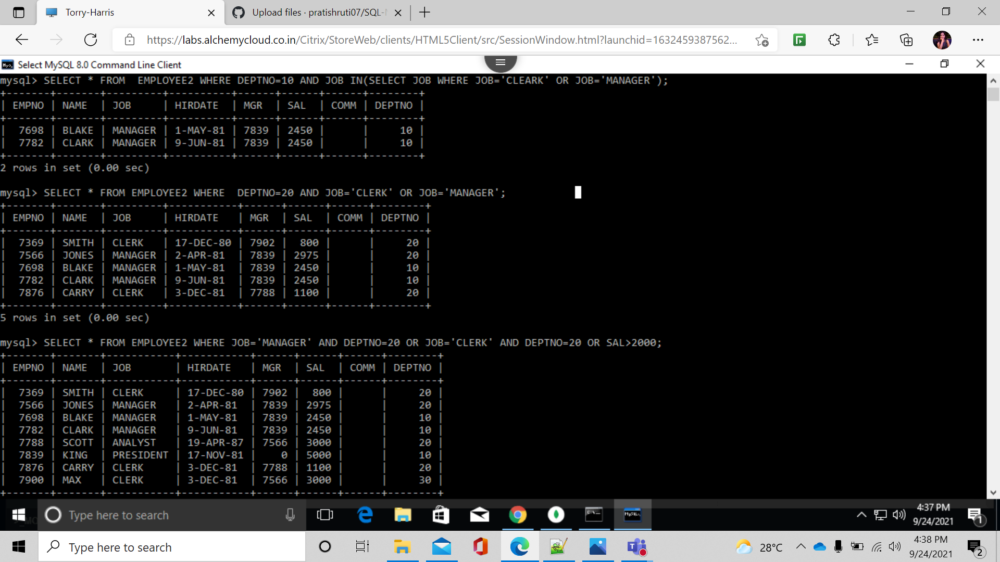 Torry-Harris
Upload files · pratishruti07/SQL-
https://labs.alchemycloud.co.in/Citrix/StoreWeb/clients/HTML5Client/src/SessionWindow.html?launchid=1632459387562...
Select MySQL 8.0 Command Line Client
mysql> SELECT * FROM  EMPLOYEE2 WHERE DEPTNO=10 AND JOB IN(SELECT JOB WHERE JOB='CLEARK' OR JOB='MANAGER');
+-------+-------+---------+----------+------+------+------+--------+
| EMPNO | NAME  | JOB     | HIRDATE  | MGR  | SAL  | COMM | DEPTNO |
+-------+-------+---------+----------+------+------+------+--------+
|  7698 | BLAKE | MANAGER | 1-MAY-81 | 7839 | 2450 |      |     10 |
|  7782 | CLARK | MANAGER | 9-JUN-81 | 7839 | 2450 |      |     10 |
+-------+-------+---------+----------+------+------+------+--------+
2 rows in set (0.00 sec)
mysql> SELECT * FROM EMPLOYEE2 WHERE  DEPTNO=20 AND JOB='CLERK' OR JOB='MANAGER';
+-------+-------+---------+-----------+------+------+------+--------+
| EMPNO | NAME  | JOB     | HIRDATE   | MGR  | SAL  | COMM | DEPTNO |
+-------+-------+---------+-----------+------+------+------+--------+
|  7369 | SMITH | CLERK   | 17-DEC-80 | 7902 |  800 |      |     20 |
|  7566 | JONES | MANAGER | 2-APR-81  | 7839 | 2975 |      |     20 |
|  7698 | BLAKE | MANAGER | 1-MAY-81  | 7839 | 2450 |      |     10 |
|  7782 | CLARK | MANAGER | 9-JUN-81  | 7839 | 2450 |      |     10 |
|  7876 | CARRY | CLERK   | 3-DEC-81  | 7788 | 1100 |      |     20 |
+-------+-------+---------+-----------+------+------+------+--------+
5 rows in set (0.00 sec)
mysql> SELECT * FROM EMPLOYEE2 WHERE JOB='MANAGER' AND DEPTNO=20 OR JOB='CLERK' AND DEPTNO=20 OR SAL>2000;
+-------+-------+-----------+-----------+------+------+------+--------+
| EMPNO | NAME  | JOB       | HIRDATE   | MGR  | SAL  | COMM | DEPTNO |
+-------+-------+-----------+-----------+------+------+------+--------+
|  7369 | SMITH | CLERK     | 17-DEC-80 | 7902 |  800 |      |     20 |
|  7566 | JONES | MANAGER   | 2-APR-81  | 7839 | 2975 |      |     20 |
|  7698 | BLAKE | MANAGER   | 1-MAY-81  | 7839 | 2450 |      |     10 |
|  7782 | CLARK | MANAGER   | 9-JUN-81  | 7839 | 2450 |      |     10 |
|  7788 | SCOTT | ANALYST   | 19-APR-87 | 7566 | 3000 |      |     20 |
|  7839 | KING  | PRESIDENT | 17-NOV-81 |    0 | 5000 |      |     10 |
|  7876 | CARRY | CLERK     | 3-DEC-81  | 7788 | 1100 |      |     20 |
|  7900 | MAX   | CLERK     | 3-DEC-81  | 7566 | 3000 |      |     30 |
+-------+-------+-----------+-----------+------+------+------+--------+
Type here to search
4:37 PM
9/24/2021
1
Type here to search
28°C
4:38 PM
9/24/2021
2